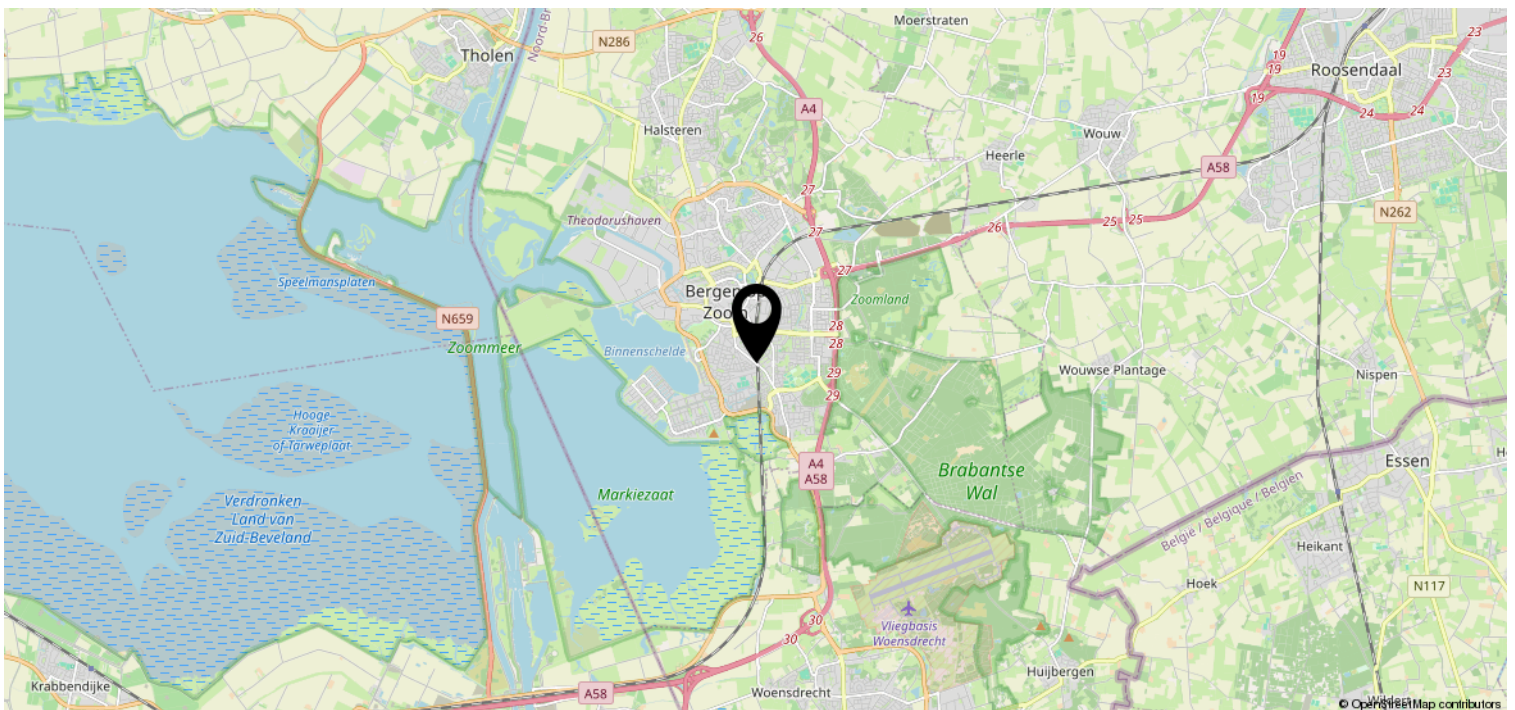 Moerstraten
26
N286
Noord-Br
Tholen
23
19
19
Roosendaal
23
19
24
24
A4
Halsteren
Wouw
Heerle
A58
27
Theodorushaven
27
26
25
25
N262
Speelmansplaten
27
Bergen
Zoom
Zoomland
N659
28
28
Zoommeer
Binnenschelde
29
29
Wouwse Plantage
Nispen
Hooge
Kraaijer
of Tarweplaat
A4
A58
Brabantse
Wal
Essen
Markiezaat
Verdronken
Land van
Zuid-Beveland
België / Belgique / Belgien
Heikant
Hoek
N117
30
30
Vliegbasis
Woensdrecht
Krabbendijke
A58
Woensdrecht
Huijbergen
© OpenStreetMap contributors